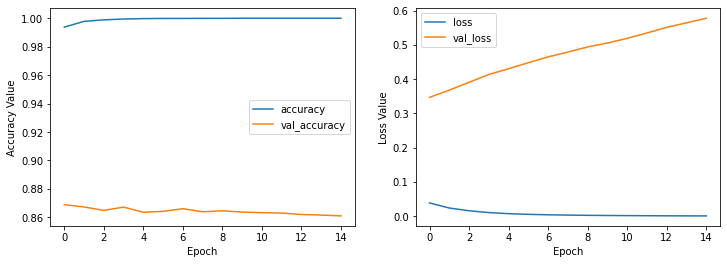 1.00
0.98
0.96
0.94
0.92
0.90
0.88
0.86
Accuracy Value
accuracy
val_accuracy
0 2 4 6 8 10 12 14
Epoch
0.6
0.5
0.4
0.3
0.2
0.1
0.0
Loss Value
loss
val_loss
0 2 4 6 8 10 12 14
Epoch